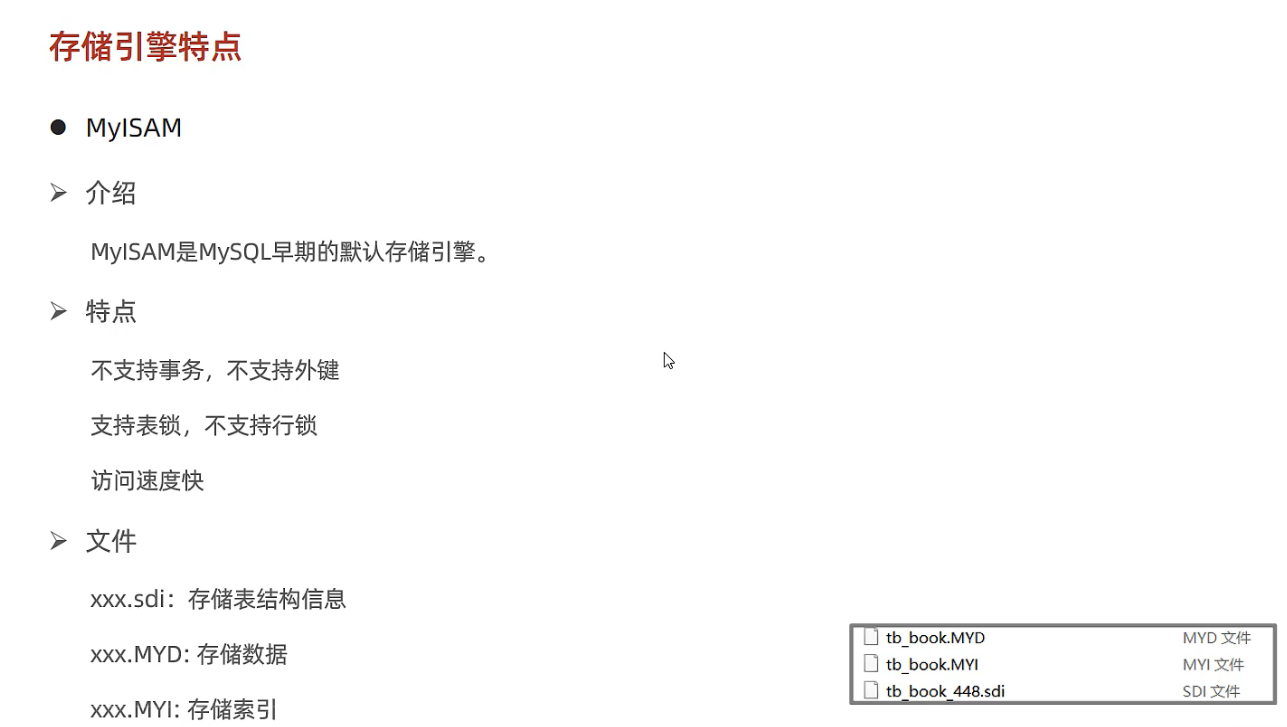 存储引擎特点
MyISAM
介绍
MyISAM是MySQL早期的默认存储引擎。
特点
不支持事务，不支持外键
支持表锁，不支持行锁
访问速度快
文件
xxx.sdi：存储表结构信息
xxx.MYD: 存储数据
xxx.MYI: 存储索引
tb_book.MYD MYD 文件
tb_book.MYI MYI 文件
tb_book_448.sdi SDI 文件